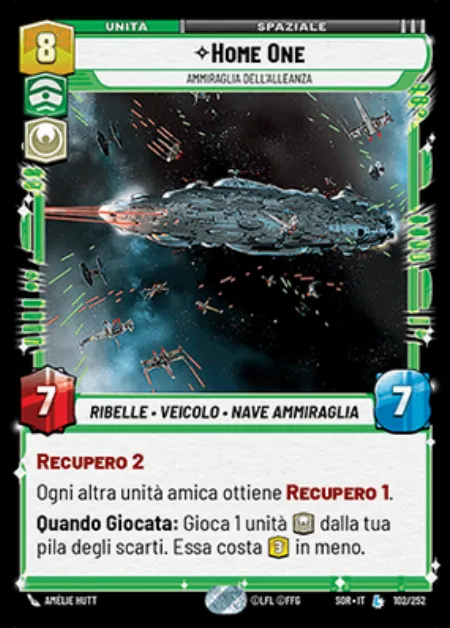 UNITÀ SPAZIALE
8
HOME ONE
AMMIRAGLIA DELL'ALLEANZA
7
RIBELLE • VEICOLO • NAVE AMMIRAGLIA
7
RECUPERO 2
Ogni altra unità amica ottiene RECUPERO 1.
Quando Giocata: Gioca 1 unità dalla tua
pila degli scarti. Essa costa 3 in meno.
AMÉLIE HUTT ©LFL ©FFG SOR • IT L 102/252